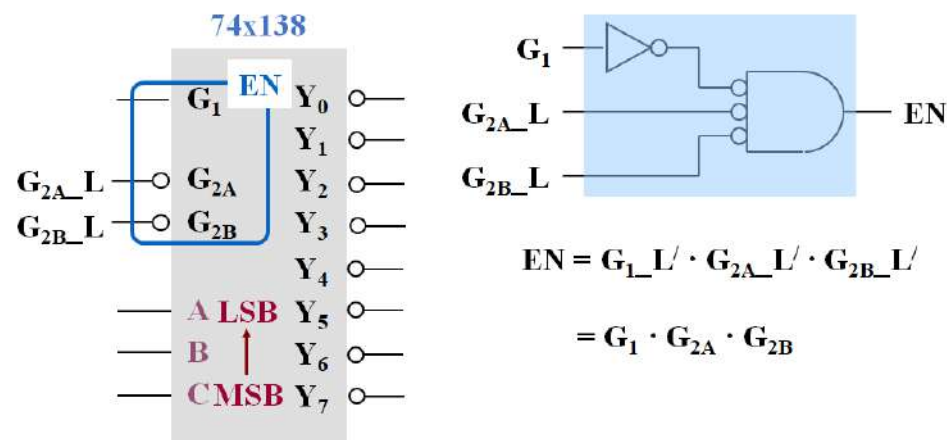 74x138
EN
G₁ Y₀
Y₁
G₂A_L G₂A Y₂
G₂B_L G₂B Y₃
Y₄
A LSB Y₅
B Y₆
C MSB Y₇
G₁
G₂A_L EN
G₂B_L
EN = G₁_L/ · G₂A_L/ · G₂B_L/
= G₁ · G₂A · G₂B